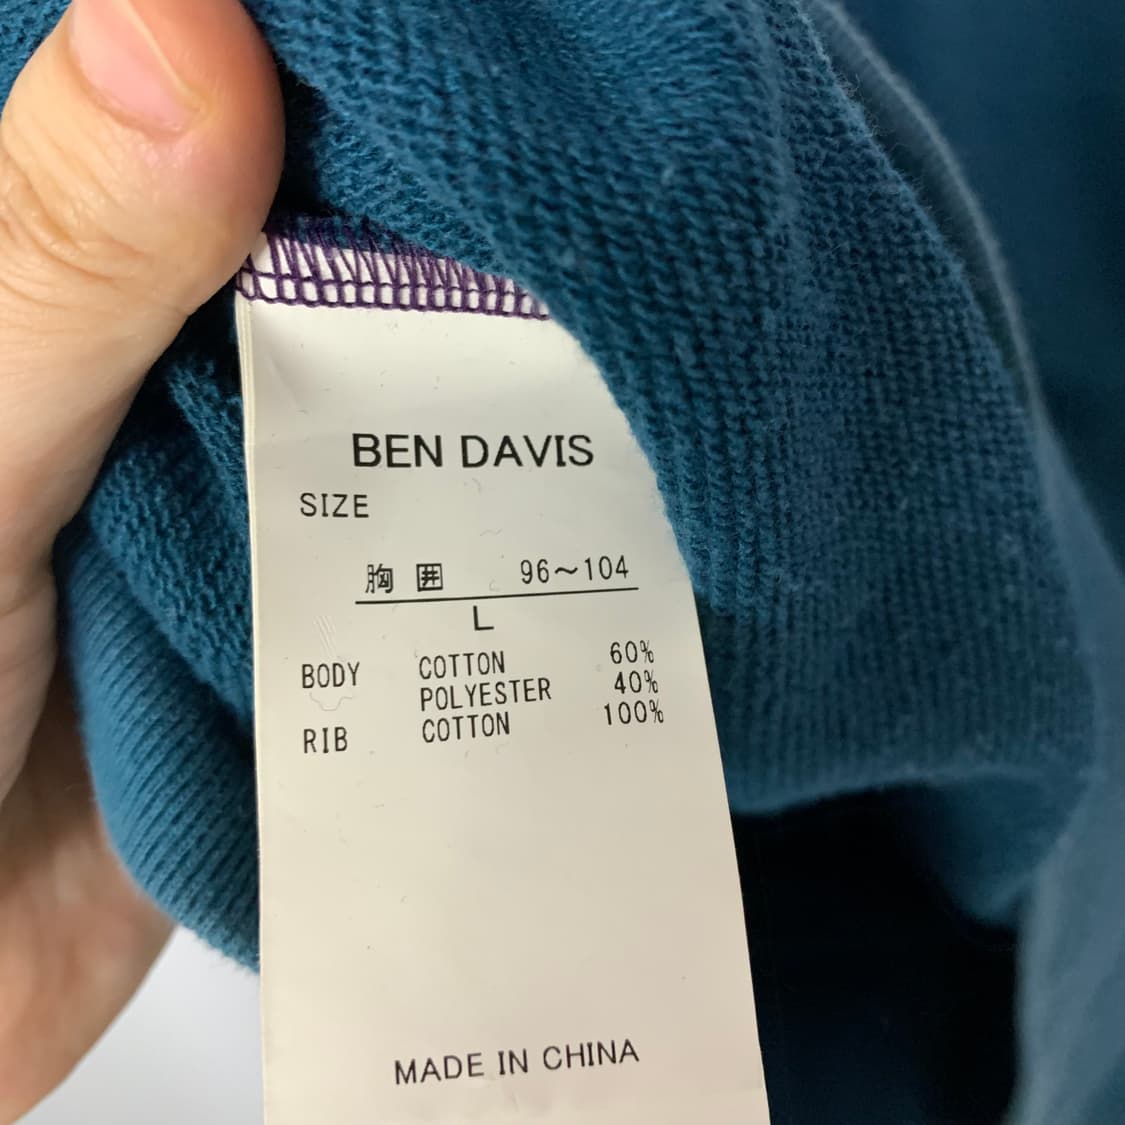 BEN DAVIS
SIZE
胸囲 96～104
L
BODY COTTON 60%
POLYESTER 40%
RIB COTTON 100%
MADE IN CHINA